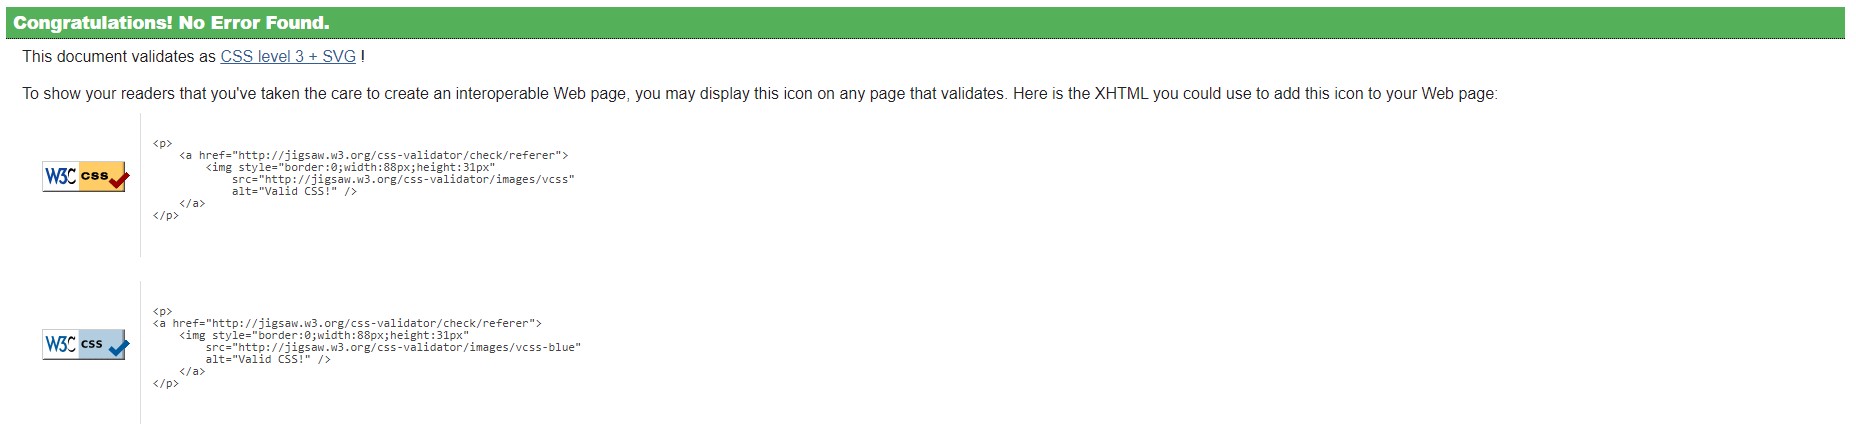 Congratulations! No Error Found.
This document validates as CSS level 3 + SVG !
To show your readers that you've taken the care to create an interoperable Web page, you may display this icon on any page that validates. Here is the XHTML you could use to add this icon to your Web page:
W3C css
<p>
    <a href="http://jigsaw.w3.org/css-validator/check/referer">
        <img style="border:0;width:88px;height:31px"
            src="http://jigsaw.w3.org/css-validator/images/vcss"
            alt="Valid CSS!" />
    </a>
</p>
W3C css
<p>
<a href="http://jigsaw.w3.org/css-validator/check/referer">
    <img style="border:0;width:88px;height:31px"
        src="http://jigsaw.w3.org/css-validator/images/vcss-blue"
        alt="Valid CSS!" />
    </a>
</p>